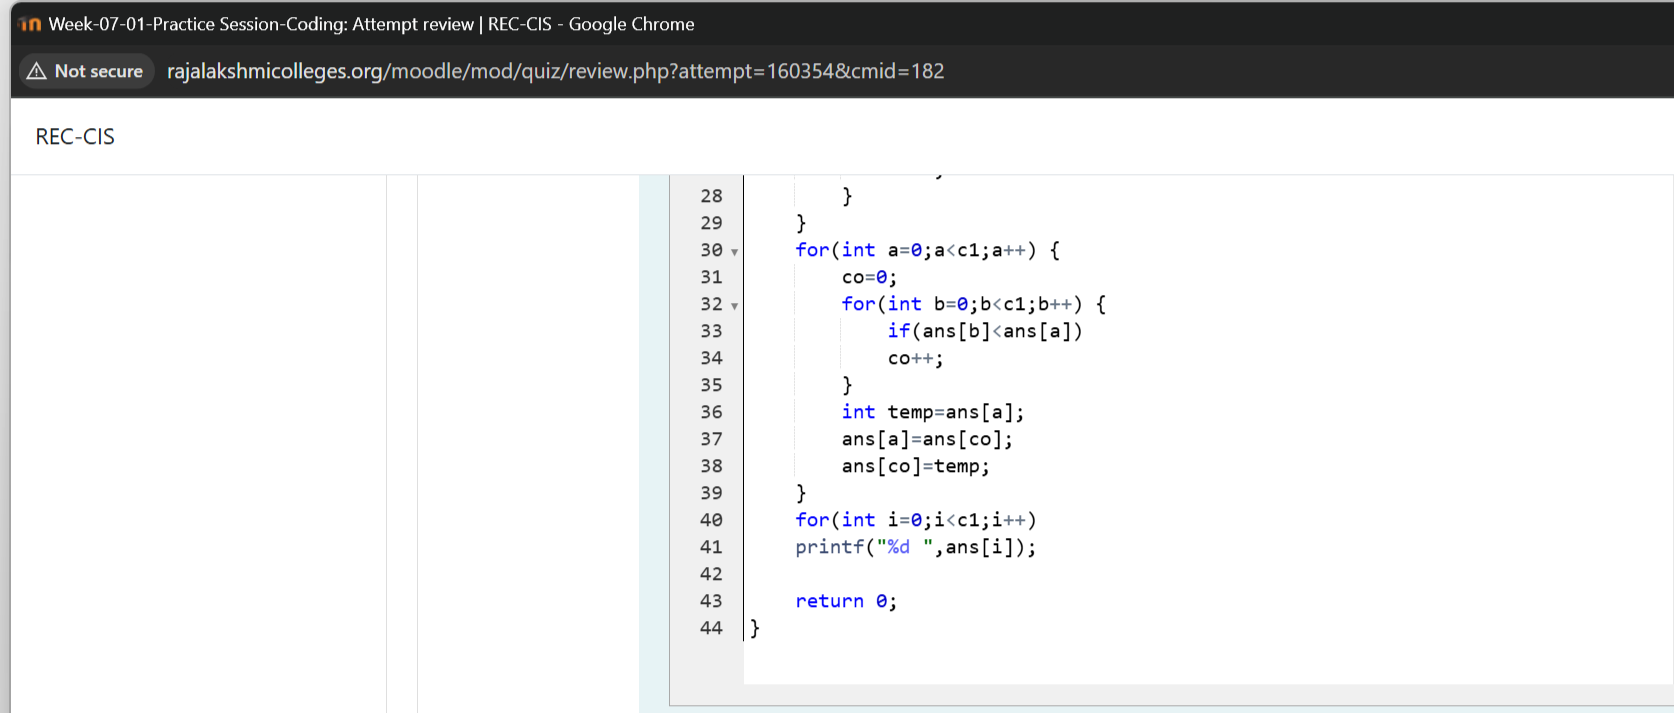 Week-07-01-Practice Session-Coding: Attempt review | REC-CIS - Google Chrome
Not secure rajalakshmicolleges.org/moodle/mod/quiz/review.php?attempt=160354&cmid=182
REC-CIS
28 }
29 }
30 for(int a=0;a<c1;a++) {
31 co=0;
32 for(int b=0;b<c1;b++) {
33 if(ans[b]<ans[a])
34 co++;
35 }
36 int temp=ans[a];
37 ans[a]=ans[co];
38 ans[co]=temp;
39 }
40 for(int i=0;i<c1;i++)
41 printf("%d ",ans[i]);
42
43 return 0;
44 }